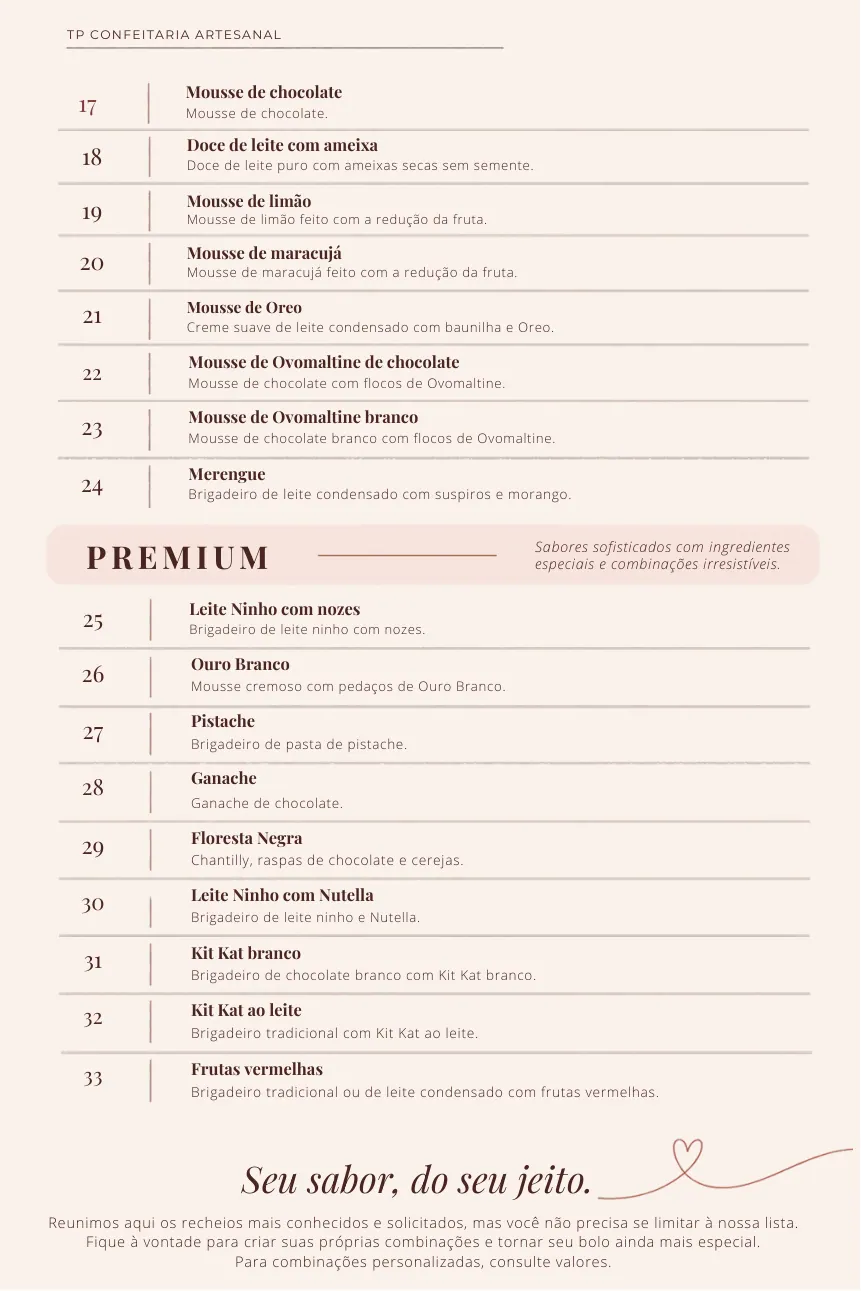 TP CONFEITARIA ARTESANAL
17
Mousse de chocolate
Mousse de chocolate.
18
Doce de leite com ameixa
Doce de leite puro com ameixas secas sem semente.
19
Mousse de limão
Mousse de limão feito com a redução da fruta.
20
Mousse de maracujá
Mousse de maracujá feito com a redução da fruta.
21
Mousse de Oreo
Creme suave de leite condensado com baunilha e Oreo.
22
Mousse de Ovomaltine de chocolate
Mousse de chocolate com flocos de Ovomaltine.
23
Mousse de Ovomaltine branco
Mousse de chocolate branco com flocos de Ovomaltine.
24
Merengue
Brigadeiro de leite condensado com suspiros e morango.
PREMIUM
Sabores sofisticados com ingredientes
especiais e combinações irresistíveis.
25
Leite Ninho com nozes
Brigadeiro de leite ninho com nozes.
26
Ouro Branco
Mousse cremoso com pedaços de Ouro Branco.
27
Pistache
Brigadeiro de pasta de pistache.
28
Ganache
Ganache de chocolate.
29
Floresta Negra
Chantilly, raspas de chocolate e cerejas.
30
Leite Ninho com Nutella
Brigadeiro de leite ninho e Nutella.
31
Kit Kat branco
Brigadeiro de chocolate branco com Kit Kat branco.
32
Kit Kat ao leite
Brigadeiro tradicional com Kit Kat ao leite.
33
Frutas vermelhas
Brigadeiro tradicional ou de leite condensado com frutas vermelhas.
Seu sabor, do seu jeito.
Reunimos aqui os recheios mais conhecidos e solicitados, mas você não precisa se limitar à nossa lista.
Fique à vontade para criar suas próprias combinações e tornar seu bolo ainda mais especial.
Para combinações personalizadas, consulte valores.